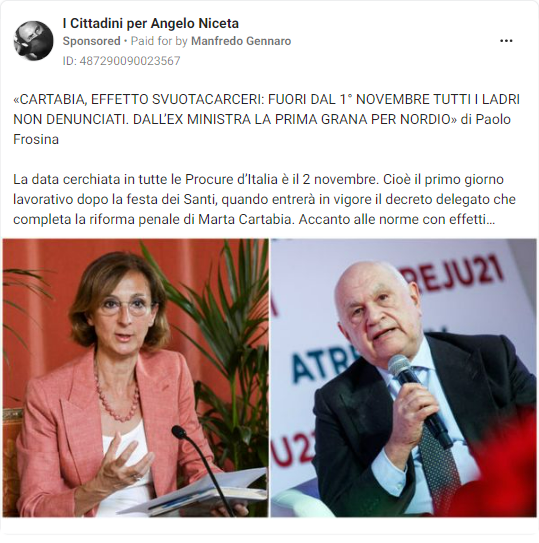 I Cittadini per Angelo Niceta
Sponsored • Paid for by Manfredo Gennaro
ID: 487290090023567
«CARTABIA, EFFETTO SVUOTACARCERI: FUORI DAL 1° NOVEMBRE TUTTI I LADRI
NON DENUNCIATI. DALL’EX MINISTRA LA PRIMA GRANA PER NORDIO» di Paolo
Frosina
La data cerchiata in tutte le Procure d’Italia è il 2 novembre. Cioè il primo giorno
lavorativo dopo la festa dei Santi, quando entrerà in vigore il decreto delegato che
completa la riforma penale di Marta Cartabia. Accanto alle norme con effetti...
REJU21
ATRE
JU2